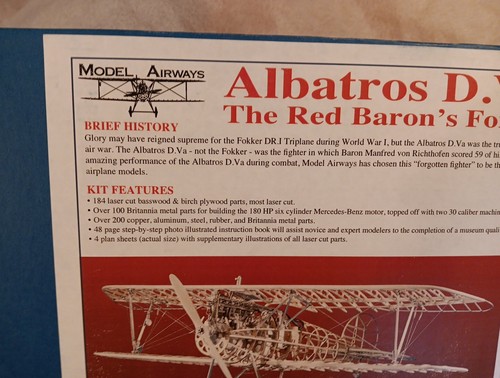 MODEL AIRWAYS
Albatros D.V
The Red Baron's Fo
BRIEF HISTORY
Glory may have reigned supreme for the Fokker DR.I Triplane during World War I, but the Albatros D.Va was the tr
air war. The Albatros D.Va - not the Fokker - was the fighter in which Baron Manfred von Richthofen scored 59 of hi
amazing performance of the Albatros D.Va during combat, Model Airways has chosen this "forgotten fighter" to be th
airplane models.
KIT FEATURES
• 184 laser cut basswood & birch plywood parts, most laser cut.
• Over 100 Britannia metal parts for building the 180 HP six cylinder Mercedes-Benz motor, topped off with two 30 caliber machin
• Over 200 copper, aluminum, steel, rubber, and Britannia metal parts.
• 48 page step-by-step photo illustrated instruction book will assist novice and expert modelers to the completion of a museum qualit
• 4 plan sheets (actual size) with supplementary illustrations of all laser cut parts.